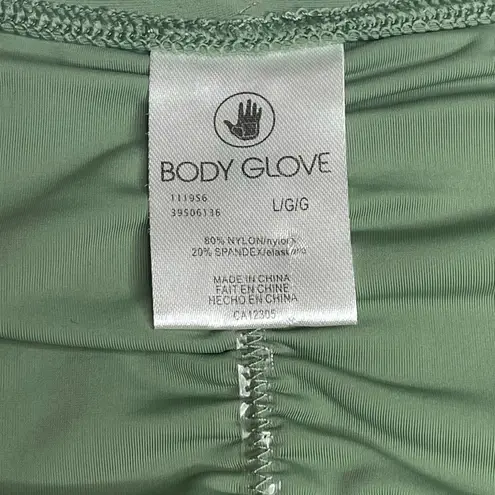 BODY GLOVE
111956
39506136
L/G/G
80% NYLON/nylon
20% SPANDEX/elasthanne
MADE IN CHINA
FAIT EN CHINE
HECHO EN CHINA
CA12305